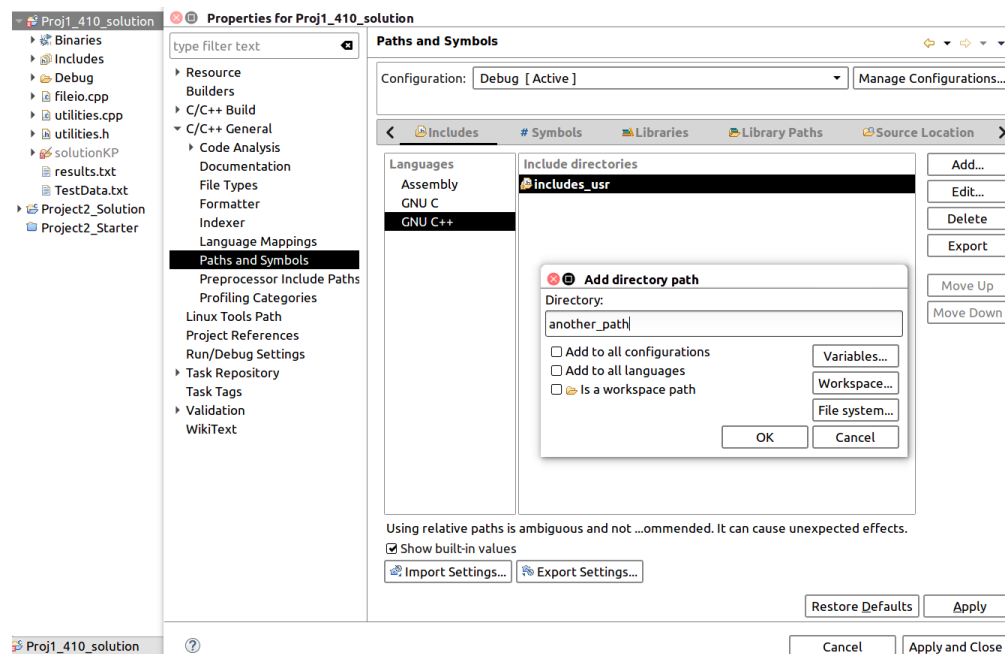 Proj1_410_solution
Binaries
Includes
Debug
fileio.cpp
utilities.cpp
utilities.h
solutionKP
results.txt
TestData.txt
Project2_Solution
Project2_Starter
Proj1_410_solution
Properties for Proj1_410_solution
type filter text
Resource
Builders
C/C++ Build
C/C++ General
Code Analysis
Documentation
File Types
Formatter
Indexer
Language Mappings
Paths and Symbols
Preprocessor Include Paths
Profiling Categories
Linux Tools Path
Project References
Run/Debug Settings
Task Repository
Task Tags
Validation
WikiText
Paths and Symbols
Configuration: Debug [ Active ] Manage Configurations...
Includes # Symbols Libraries Library Paths Source Location
Languages
Assembly
GNU C
GNU C++
Include directories
includes_usr
Add...
Edit...
Delete
Export
Move Up
Move Down
Add directory path
Directory:
another_path
Add to all configurations
Add to all languages
Is a workspace path
Variables...
Workspace...
File system...
OK Cancel
Using relative paths is ambiguous and not ...ommended. It can cause unexpected effects.
Show built-in values
Import Settings... Export Settings...
Restore Defaults Apply
? Cancel Apply and Close